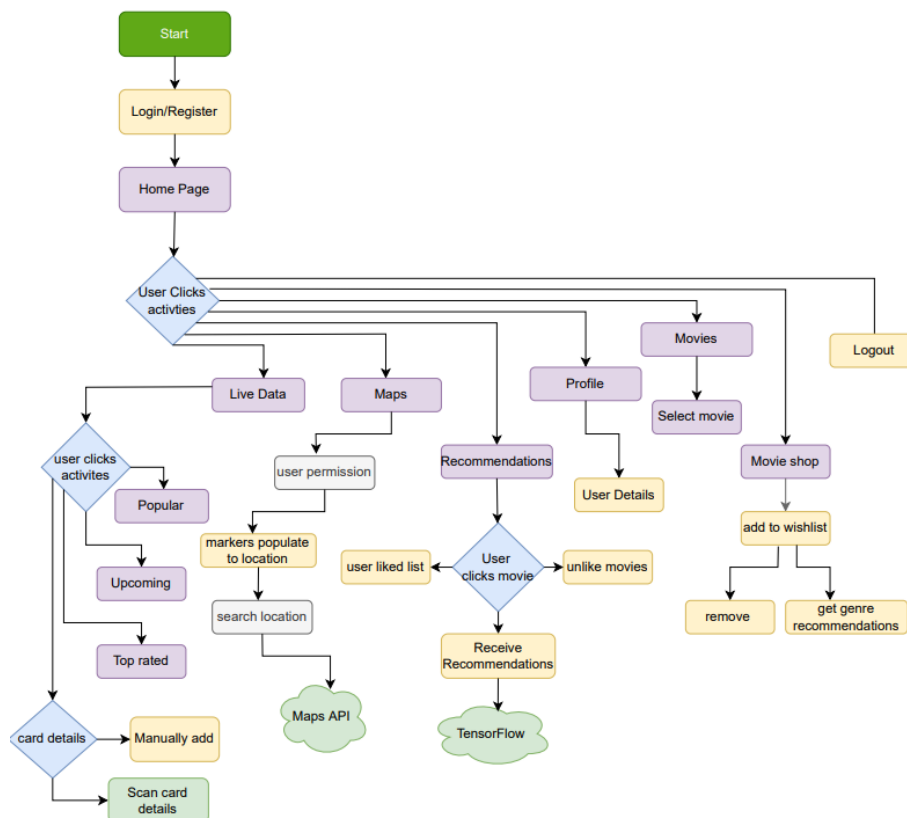 Start
Login/Register
Home Page
User Clicks
activties
Movies
Logout
Live Data
Maps
Profile
Select movie
user clicks
activites
user permission
Recommendations
Movie shop
Popular
User Details
markers populate
to location
add to wishlist
user liked list
User
clicks movie
unlike movies
Upcoming
search location
remove
get genre
recommendations
Top rated
Receive
Recommendations
Maps API
TensorFlow
card details
Manually add
Scan card
details